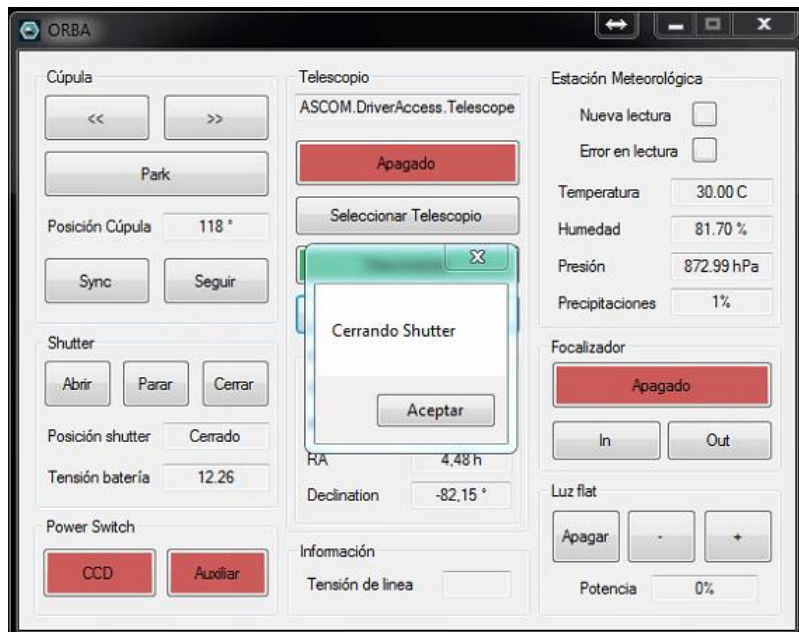 ORBA
Cúpula
<< >>
Park
Posición Cúpula 118 °
Sync Seguir
Shutter
Abrir Parar Cerrar
Posición shutter Cerrado
Tensión batería 12.26
Power Switch
CCD Auxiliar
Telescopio
ASCOM.DriverAccess.Telescope
Apagado
Seleccionar Telescopio
Cerrando Shutter
Aceptar
RA 4,48 h
Declination -82,15 °
Información
Tensión de linea
Estación Meteorológica
Nueva lectura
Error en lectura
Temperatura 30.00 C
Humedad 81.70 %
Presión 872.99 hPa
Precipitaciones 1%
Focalizador
Apagado
In Out
Luz flat
Apagar - +
Potencia 0%